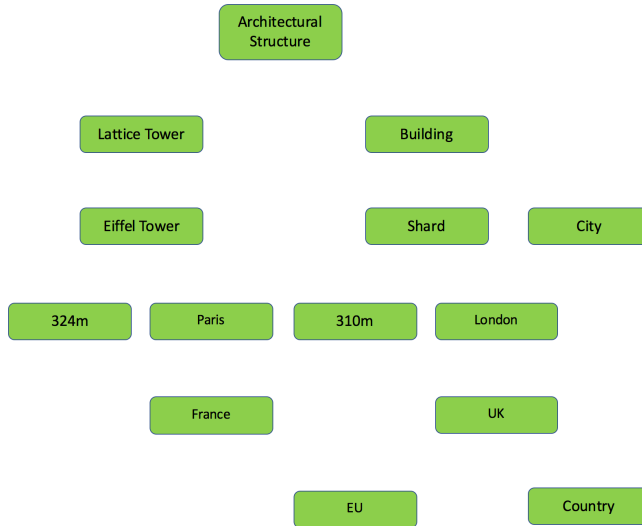 Architectural
Structure
Lattice Tower
Building
Eiffel Tower
Shard
City
324m
Paris
310m
London
France
UK
EU
Country